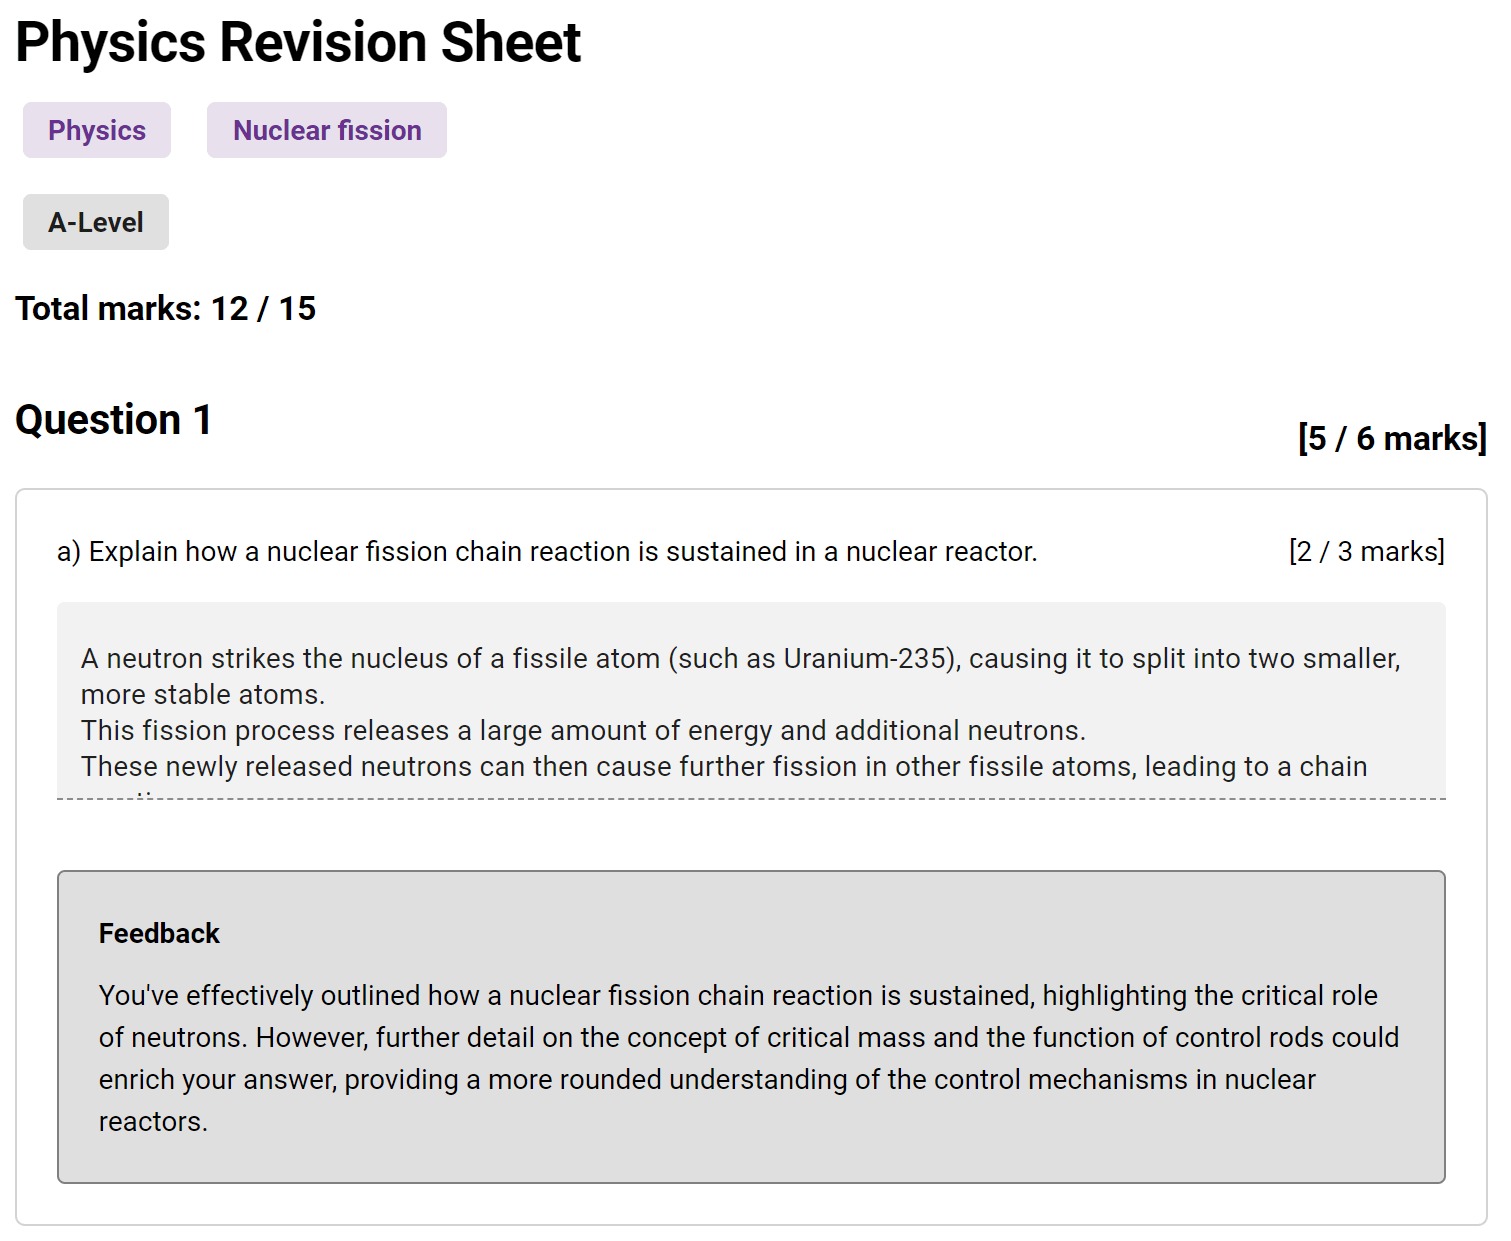 Physics Revision Sheet
Physics Nuclear fission
A-Level
Total marks: 12 / 15
Question 1
[5 / 6 marks]
a) Explain how a nuclear fission chain reaction is sustained in a nuclear reactor. [2 / 3 marks]
A neutron strikes the nucleus of a fissile atom (such as Uranium-235), causing it to split into two smaller,
more stable atoms.
This fission process releases a large amount of energy and additional neutrons.
These newly released neutrons can then cause further fission in other fissile atoms, leading to a chain
Feedback
You've effectively outlined how a nuclear fission chain reaction is sustained, highlighting the critical role
of neutrons. However, further detail on the concept of critical mass and the function of control rods could
enrich your answer, providing a more rounded understanding of the control mechanisms in nuclear
reactors.